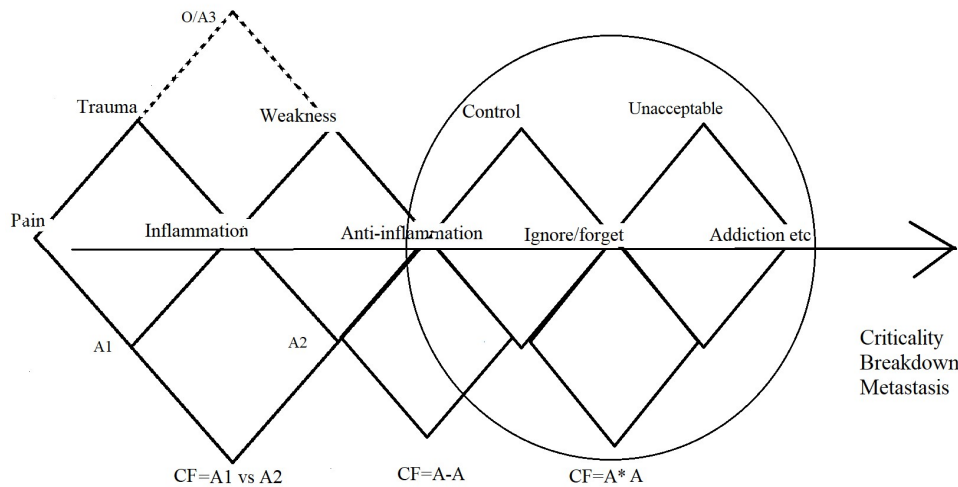 O/A3
Trauma
Weakness
Control
Unacceptable
Pain
Inflammation
Anti-inflammation
Ignore/forget
Addiction etc
A1
A2
Criticality
Breakdown
Metastasis
CF=A1 vs A2
CF=A-A
CF=A* A